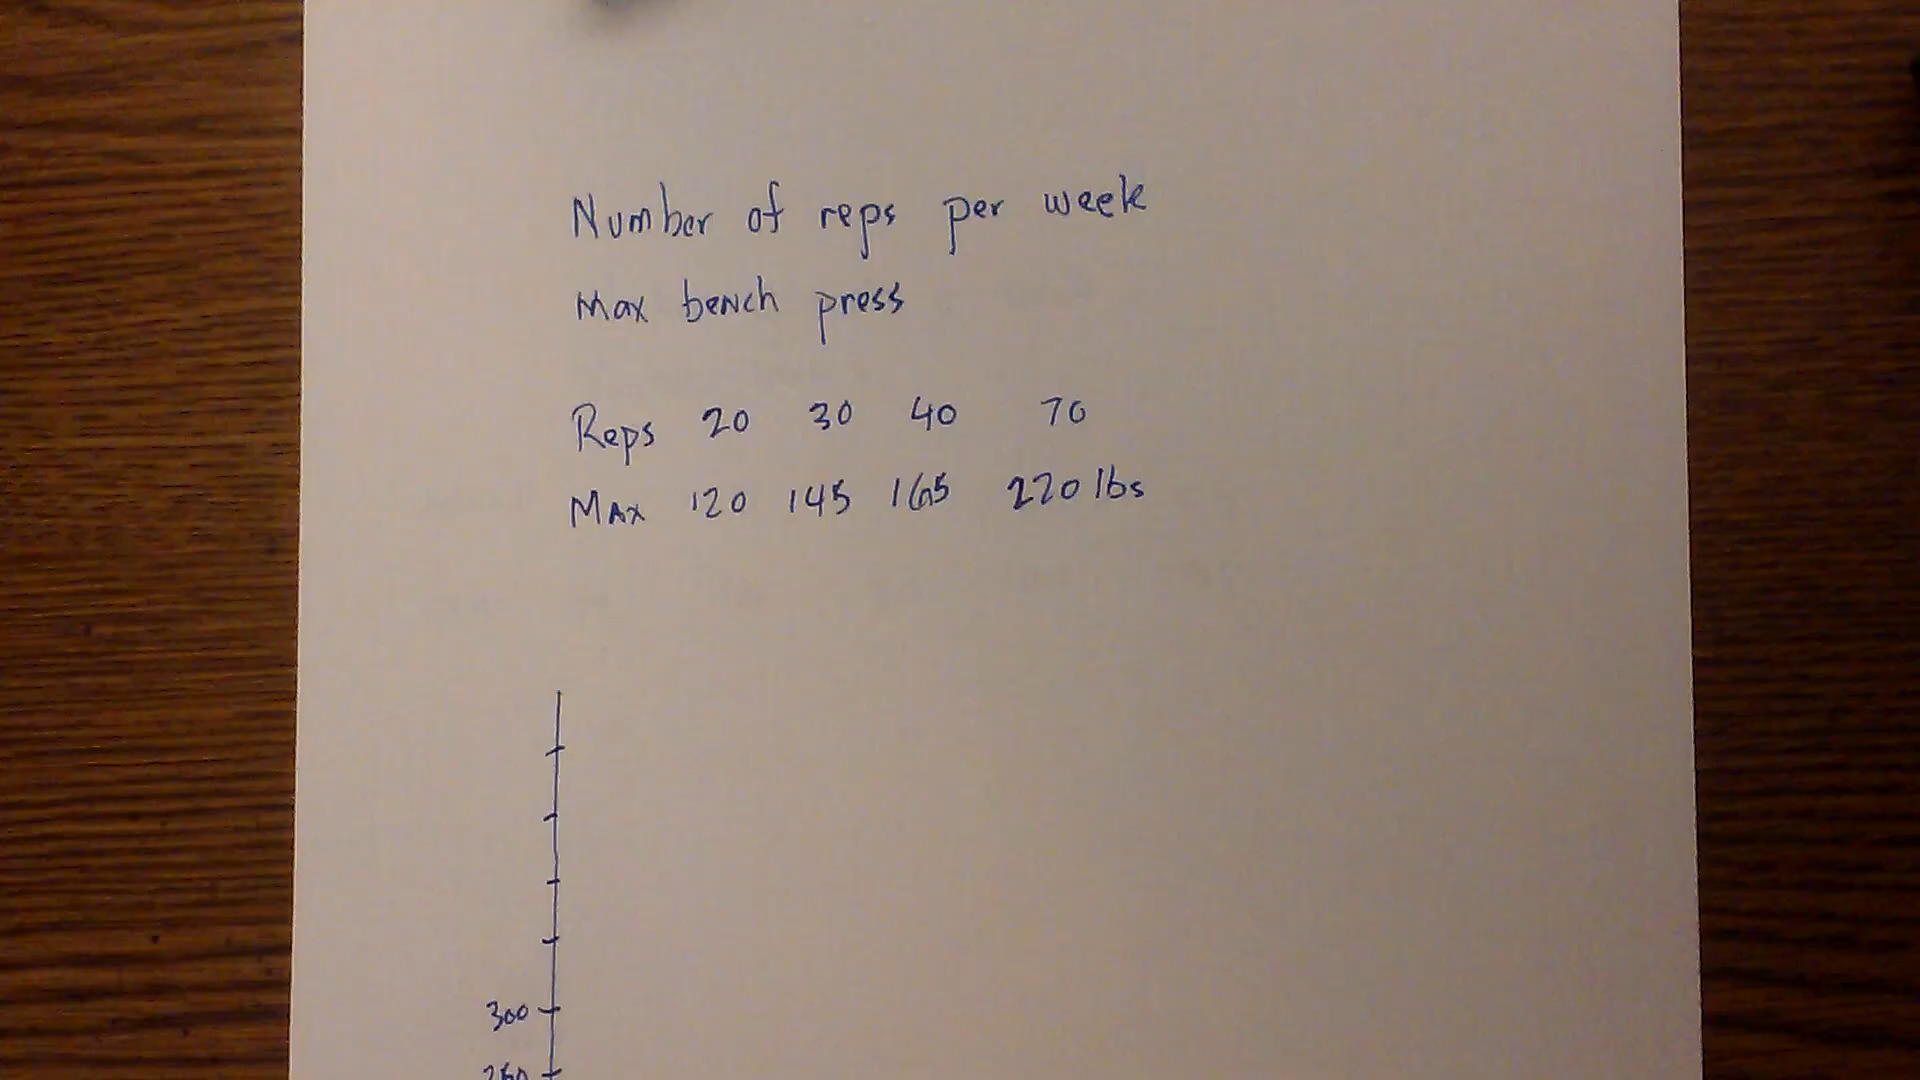 Number of reps per week
Max bench press
Reps 20 30 40 70
Max 120 145 165 220 lbs
300
250